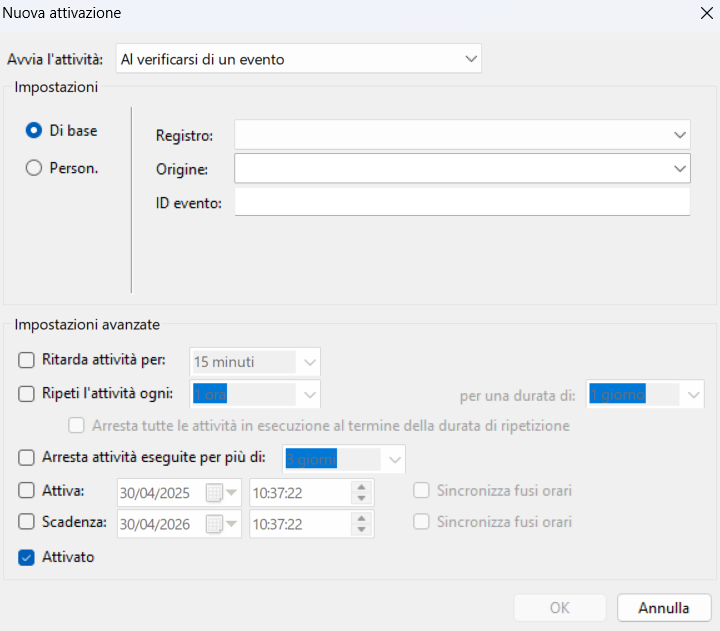 Nuova attivazione
Avvia l'attività: Al verificarsi di un evento
Impostazioni
Di base
Registro:
Person.
Origine:
ID evento:
Impostazioni avanzate
Ritarda attività per: 15 minuti
Ripeti l'attività ogni: 1 ora per una durata di: 1 giorno
Arresta tutte le attività in esecuzione al termine della durata di ripetizione
Arresta attività eseguite per più di: 3 giorni
Attiva: 30/04/2025 10:37:22 Sincronizza fusi orari
Scadenza: 30/04/2026 10:37:22 Sincronizza fusi orari
Attivato
OK Annulla